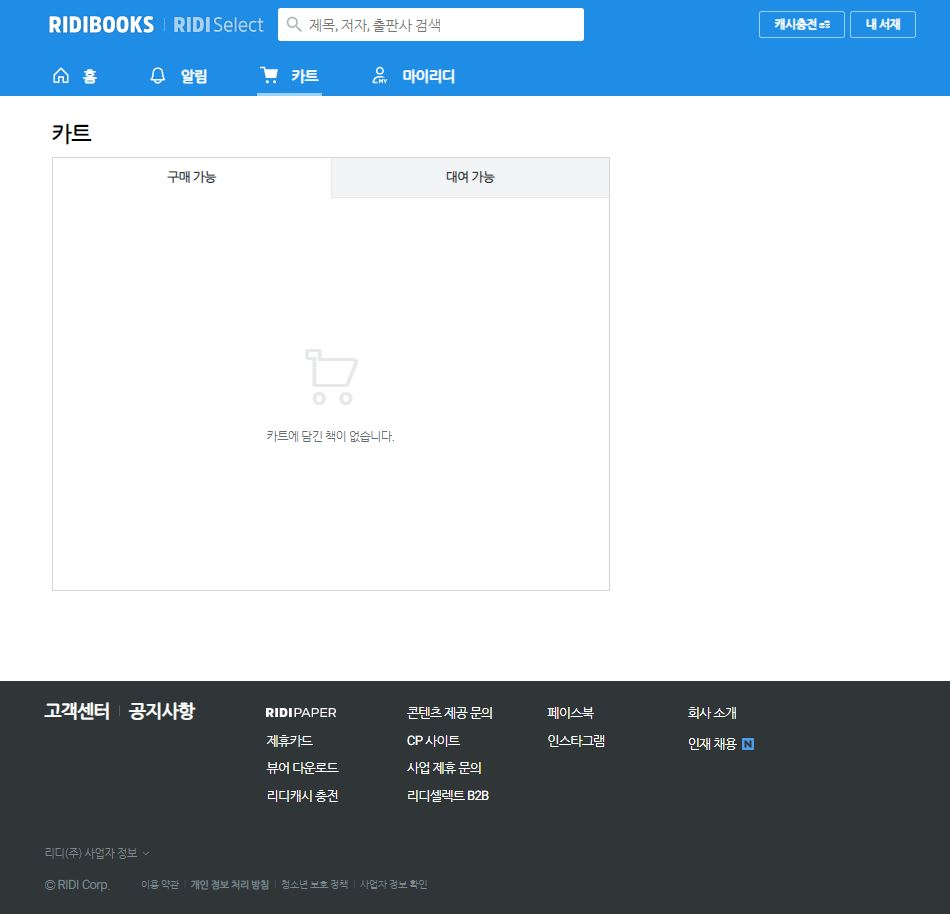 RIDIBOOKS RIDI Select 제목, 저자, 출판사 검색 캐시충전 내 서재
홈 알림 카트 마이리디
카트
구매 가능 대여 가능
카트에 담긴 책이 없습니다.
고객센터 공지사항 RIDIPAPER 콘텐츠 제공 문의 페이스북 회사 소개
제휴카드 CP 사이트 인스타그램 인재 채용 N
뷰어 다운로드 사업 제휴 문의
리디캐시 충전 리디셀렉트 B2B
리디(주) 사업자 정보
© RIDI Corp. 이용 약관 개인 정보 처리 방침 청소년 보호 정책 사업자 정보 확인